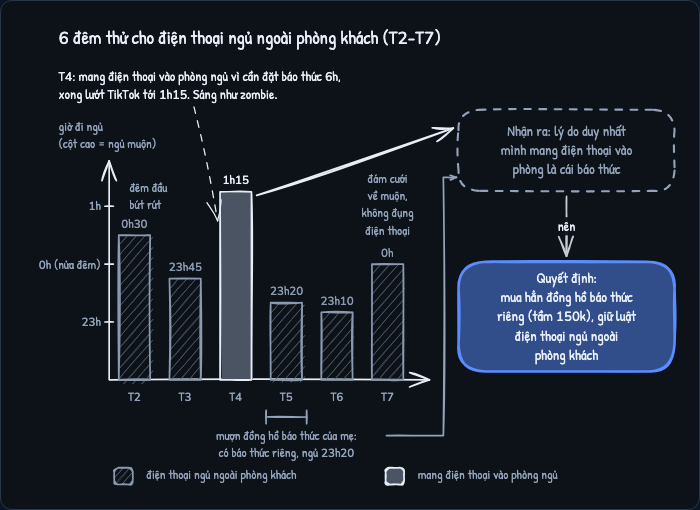 6 đêm thử cho điện thoại ngủ ngoài phòng khách (T2-T7)
T4: mang điện thoại vào phòng ngủ vì cần đặt báo thức 6h,
xong lướt TikTok tới 1h15. Sáng như zombie.
giờ đi ngủ
(cột cao = ngủ muộn)
1h
0h (nửa đêm)
23h
đêm đầu
bứt rứt
0h30
23h45
1h15
23h20
23h10
đám cưới
về muộn,
không đụng
điện thoại
0h
T2
T3
T4
T5
T6
T7
mượn đồng hồ báo thức của mẹ:
có báo thức riêng, ngủ 23h20
Nhận ra: lý do duy nhất
mình mang điện thoại vào
phòng là cái báo thức
nên
Quyết định:
mua hẳn đồng hồ báo thức
riêng (tầm 150k), giữ luật
điện thoại ngủ ngoài
phòng khách
điện thoại ngủ ngoài phòng khách
mang điện thoại vào phòng ngủ